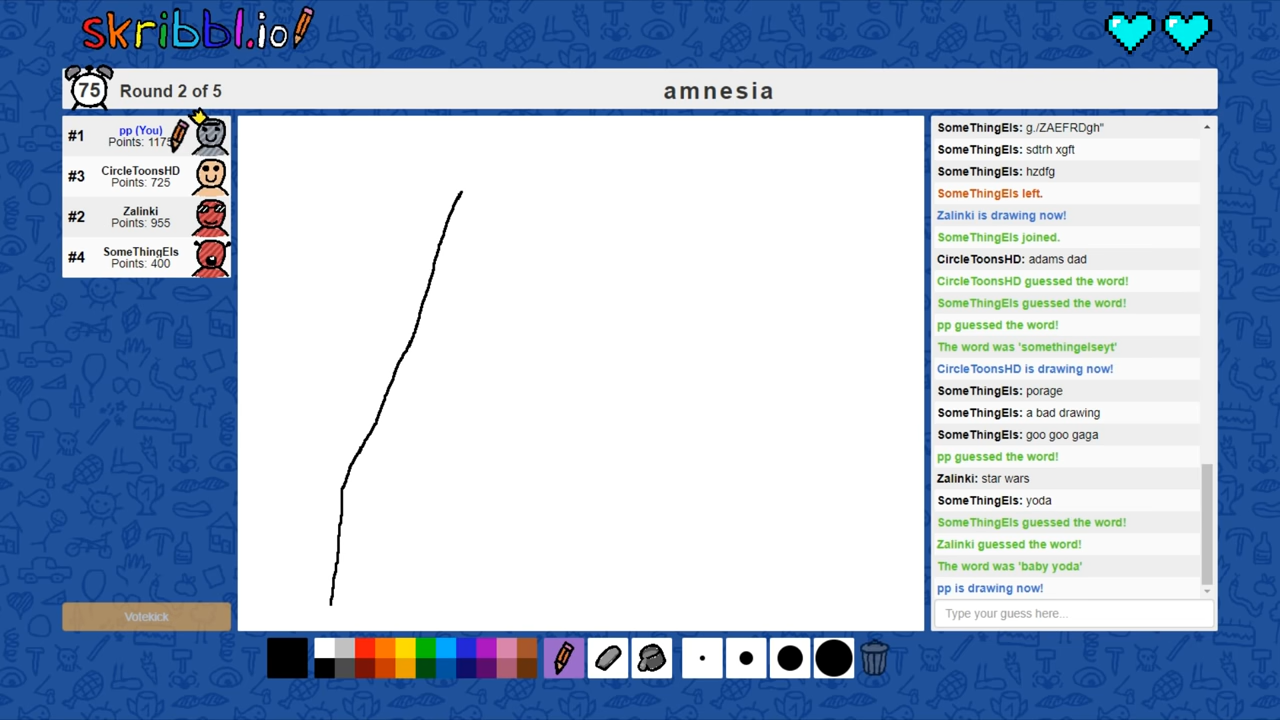 skribbl.io
75
Round 2 of 5
amnesia
#1
pp (You)
Points: 1175
#3
CircleToonsHD
Points: 725
#2
Zalinki
Points: 955
#4
SomeThingEls
Points: 400
Votekick
SomeThingEls: g./ZAEFRDgh"
SomeThingEls: sdtrh xgft
SomeThingEls: hzdfg
SomeThingEls left.
Zalinki is drawing now!
SomeThingEls joined.
CircleToonsHD: adams dad
CircleToonsHD guessed the word!
SomeThingEls guessed the word!
pp guessed the word!
The word was 'somethingelseyt'
CircleToonsHD is drawing now!
SomeThingEls: porage
SomeThingEls: a bad drawing
SomeThingEls: goo goo gaga
pp guessed the word!
Zalinki: star wars
SomeThingEls: yoda
SomeThingEls guessed the word!
Zalinki guessed the word!
The word was 'baby yoda'
pp is drawing now!
Type your guess here...